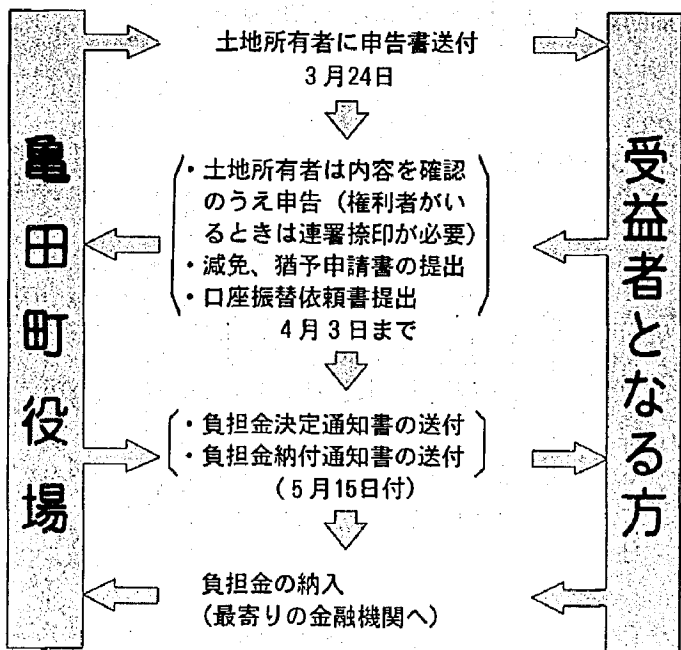 亀田町役場
土地所有者に申告書送付
3月24日
・土地所有者は内容を確認
のうえ申告（権利者がい
るときは連署捺印が必要）
・減免、猶予申請書の提出
・口座振替依頼書提出
4月3日まで
・負担金決定通知書の送付
・負担金納付通知書の送付
（5月15日付）
負担金の納入
（最寄りの金融機関へ）
受益者となる方